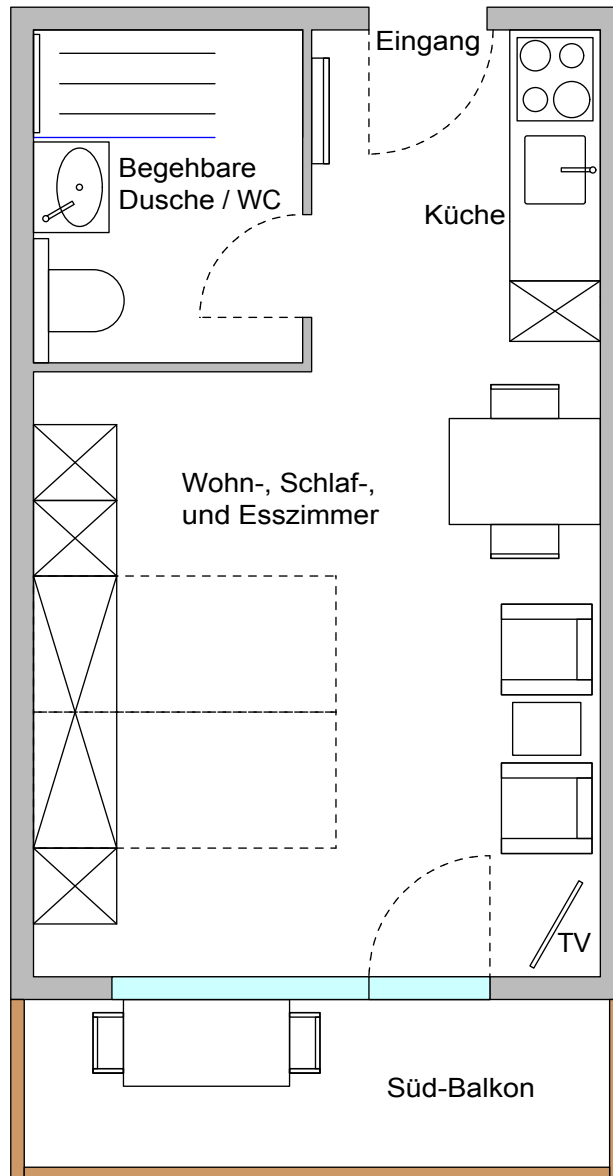 Eingang
Begehbare
Dusche / WC
Küche
Wohn-, Schlaf-,
und Esszimmer
TV
Süd-Balkon